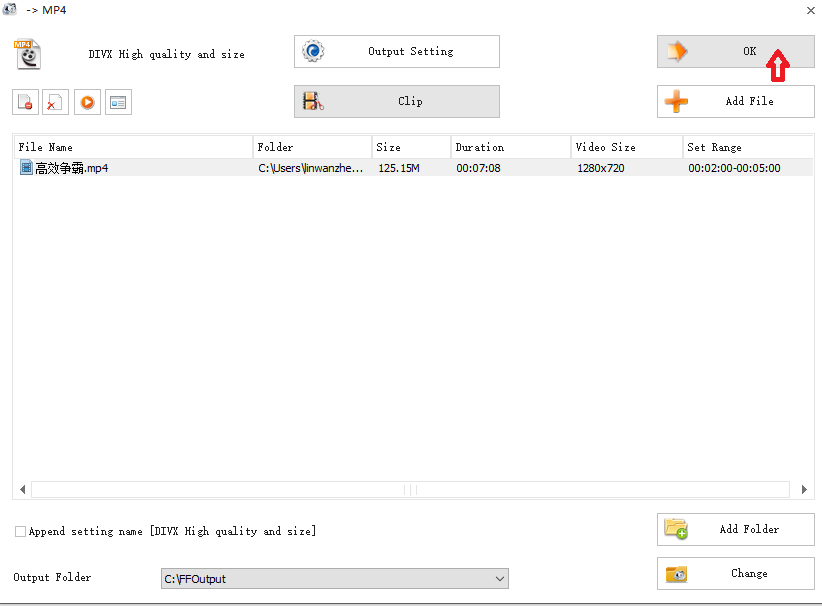 -> MP4
MP4
DIVX High quality and size
Output Setting
OK
Clip
Add File
File Name Folder Size Duration Video Size Set Range
高效争霸.mp4 C:\Users\linwanzhe... 125.15M 00:07:08 1280x720 00:02:00-00:05:00
Append setting name [DIVX High quality and size]
Add Folder
Output Folder C:\FFOutput
Change